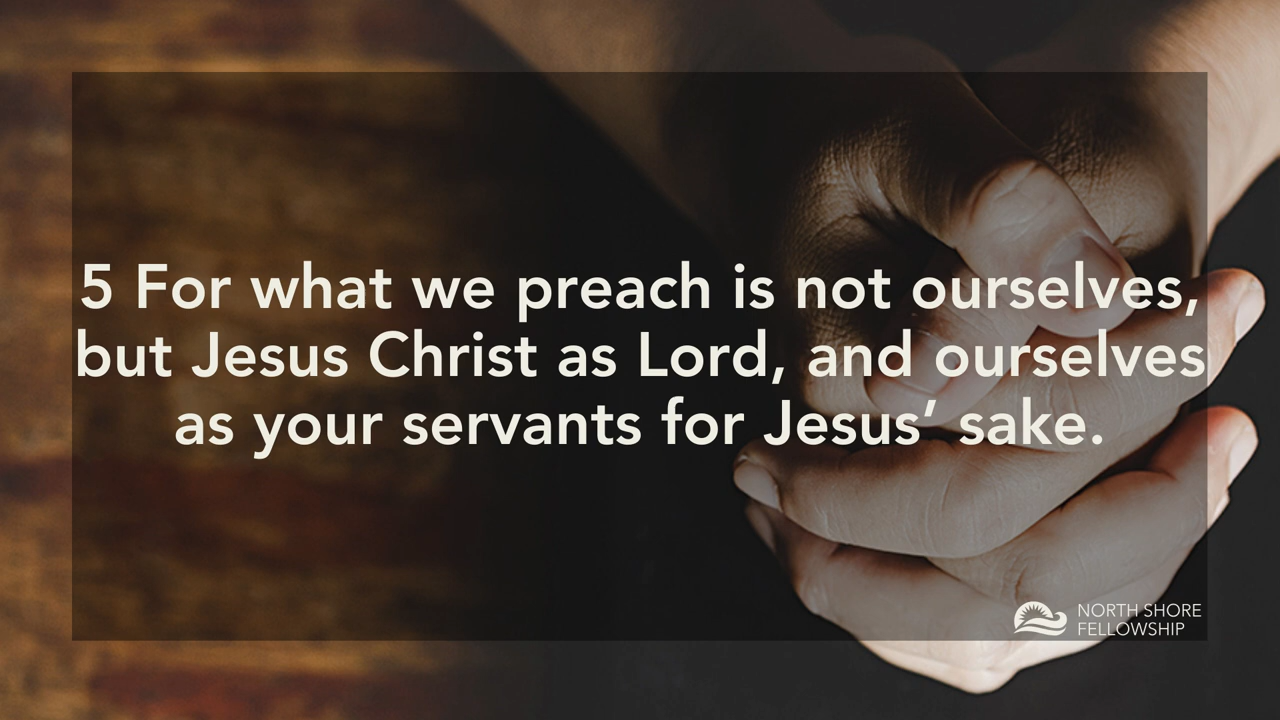 5 For what we preach is not ourselves,
but Jesus Christ as Lord, and ourselves
as your servants for Jesus’ sake.
NORTH SHORE
FELLOWSHIP